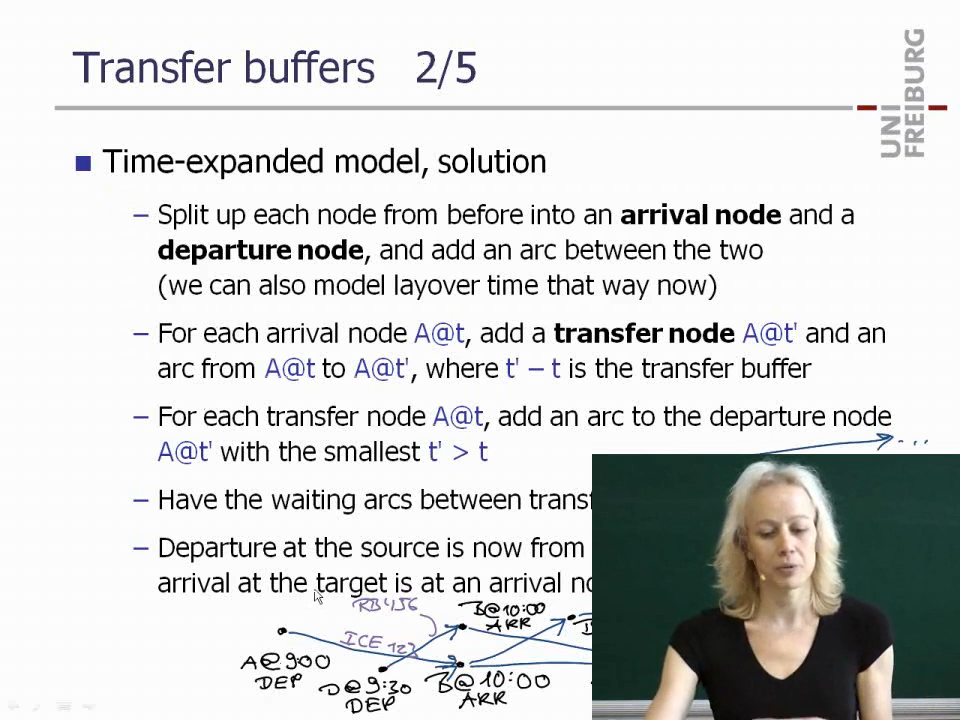 Transfer buffers 2/5
UNI
FREIBURG
Time-expanded model, solution
– Split up each node from before into an arrival node and a
departure node, and add an arc between the two
(we can also model layover time that way now)
– For each arrival node A@t, add a transfer node A@t' and an
arc from A@t to A@t', where t' – t is the transfer buffer
– For each transfer node A@t, add an arc to the departure node
A@t' with the smallest t' > t
– Have the waiting arcs between
– Departure at the source is now from
arrival at the target is at an arrival
RB456
B@10:00
ARR
ICE 123
A@9:00
DEP
D@9:30
DEP
B@10:00
ARR
...